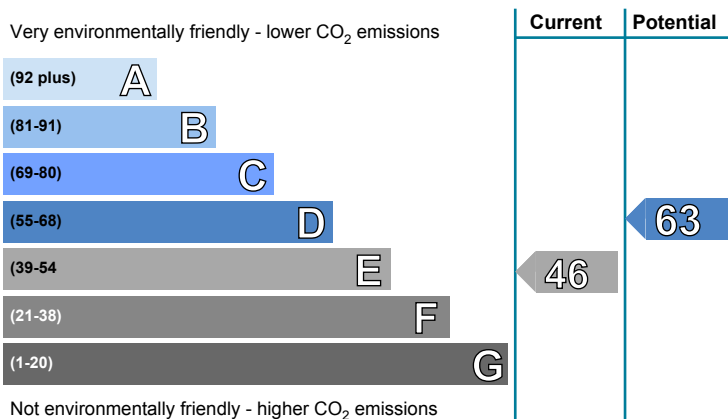 Current Potential
Very environmentally friendly - lower CO2 emissions
(92 plus) A
(81-91) B
(69-80) C
(55-68) D
63
(39-54 E
46
(21-38) F
(1-20) G
Not environmentally friendly - higher CO2 emissions